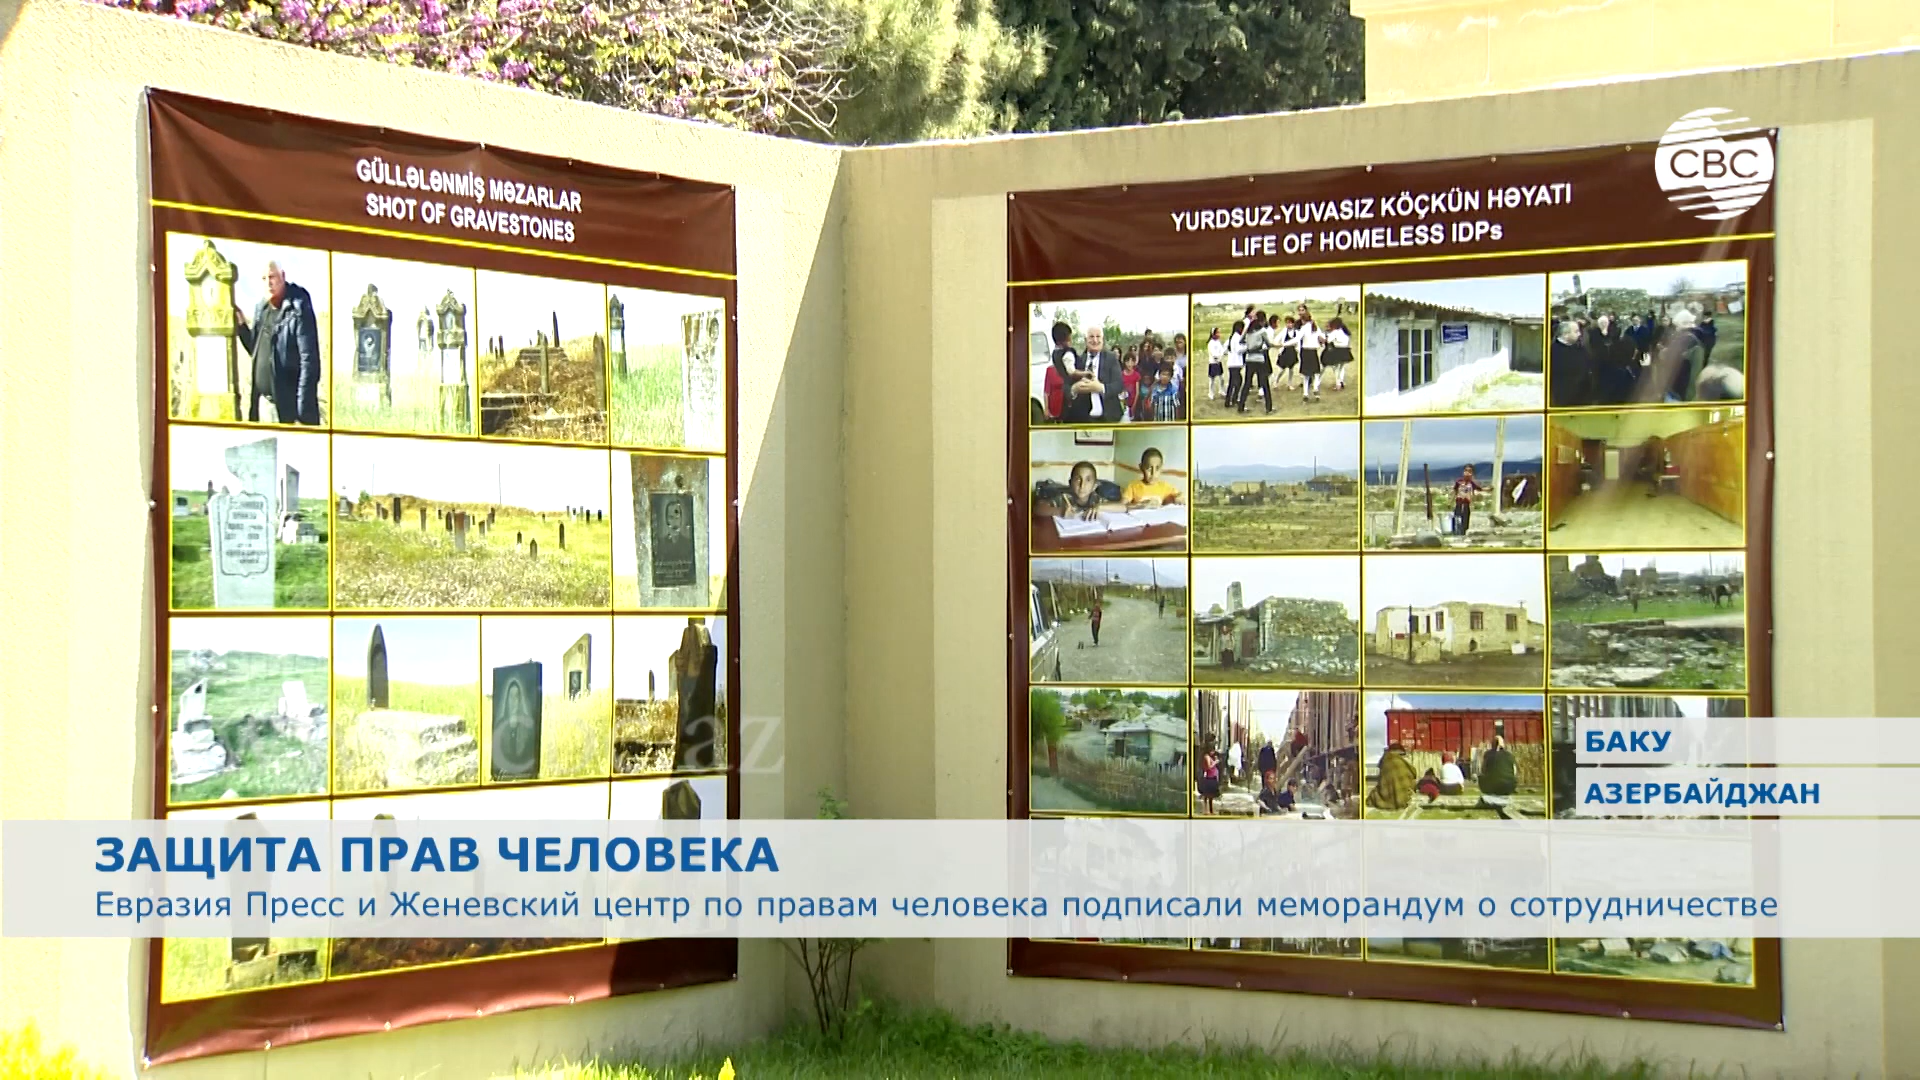 GÜLLƏLƏNMİŞ MƏZARLAR
SHOT OF GRAVESTONES
YURDSUZ-YUVASIZ KÖÇKÜN HƏYATI
LIFE OF HOMELESS IDPs
CBC
БАКУ
АЗЕРБАЙДЖАН
ЗАЩИТА ПРАВ ЧЕЛОВЕКА
Евразия Пресс и Женевский центр по правам человека подписали меморандум о сотрудничестве